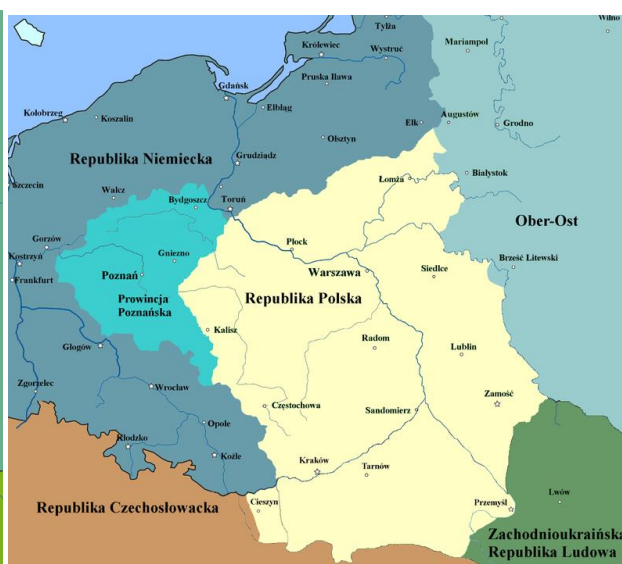 Tylża
Wilno
Królewiec
Wystruć
Mariampol
Gdańsk
Pruska Iława
Kołobrzeg
Koszalin
Elbląg
Augustów
Ełk
Grodno
Olsztyn
Republika Niemiecka
Grudziądz
Szczecin
Wałcz
Bydgoszcz
Toruń
Łomża
Białystok
Ober-Ost
Gorzów
Kostrzyń
Gniezno
Płock
Brześć Litewski
Frankfurt
Poznań
Warszawa
Siedlce
Prowincja
Poznańska
Republika Polska
Kalisz
Głogów
Radom
Lublin
Zgorzelec
Wrocław
Zamość
Częstochowa
Sandomierz
Opole
Kłodzko
Koźle
Kraków
Tarnów
Lwów
Republika Czechosłowacka
Cieszyn
Przemyśl
Zachodnioukraińska
Republika Ludowa